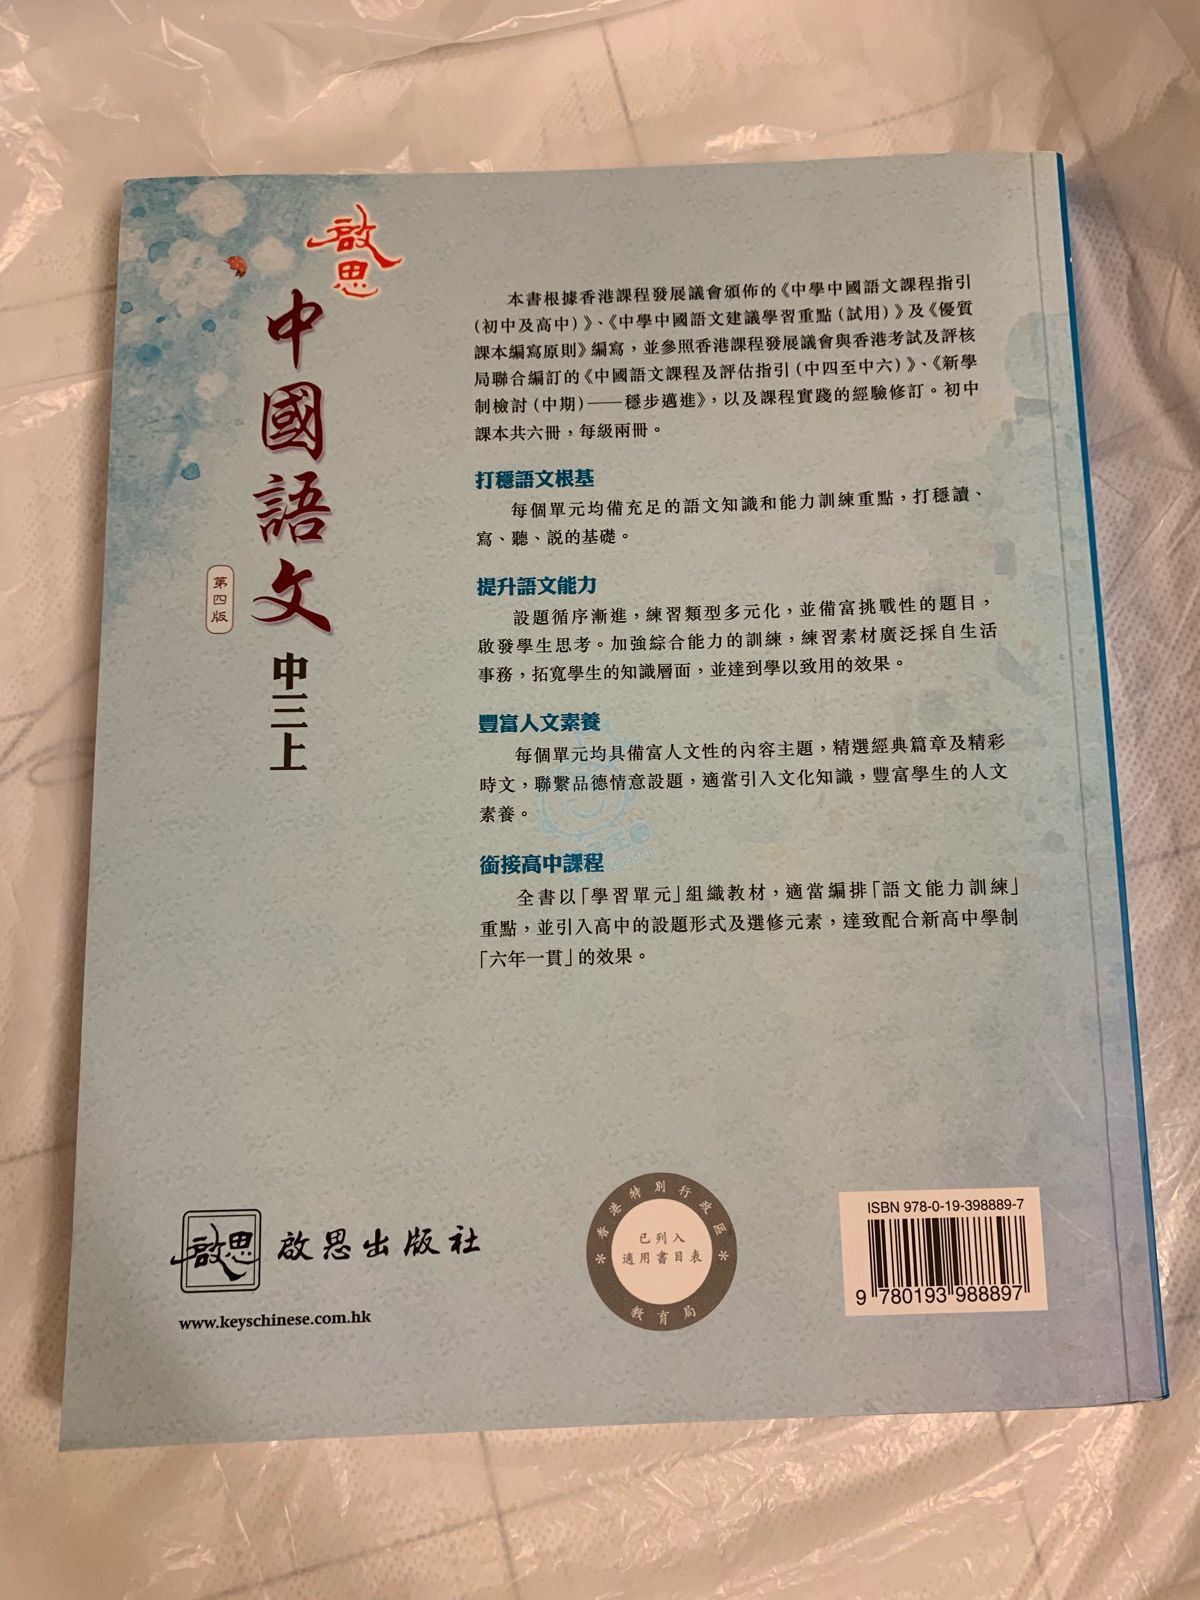 啟思
中國語文
第四版
中三上
本書根據香港課程發展議會頒佈的《中學中國語文課程指引
(初中及高中)》、《中學中國語文建議學習重點(試用)》及《優質
課本編寫原則》編寫，並參照香港課程發展議會與香港考試及評核
局聯合編訂的《中國語文課程及評估指引(中四至中六)》、《新學
制檢討(中期)——穩步邁進》，以及課程實踐的經驗修訂。初中
課本共六冊，每級兩冊。
打穩語文根基
每個單元均備充足的語文知識和能力訓練重點，打穩讀、
寫、聽、説的基礎。
提升語文能力
設題循序漸進，練習類型多元化，並備富挑戰性的題目，
啟發學生思考。加強綜合能力的訓練，練習素材廣泛採自生活
事務，拓寬學生的知識層面，並達到學以致用的效果。
豐富人文素養
每個單元均具備富人文性的內容主題，精選經典篇章及精彩
時文，聯繫品德情意設題，適當引入文化知識，豐富學生的人文
素養。
銜接高中課程
全書以「學習單元」組織教材，適當編排「語文能力訓練」
重點，並引入高中的設題形式及選修元素，達致配合新高中學制
「六年一貫」的效果。
啟思
啟思出版社
www.keyschinese.com.hk
香港特別行政區
已列入
適用書目表
教育局
ISBN 978-0-19-398889-7
9 780193 988897